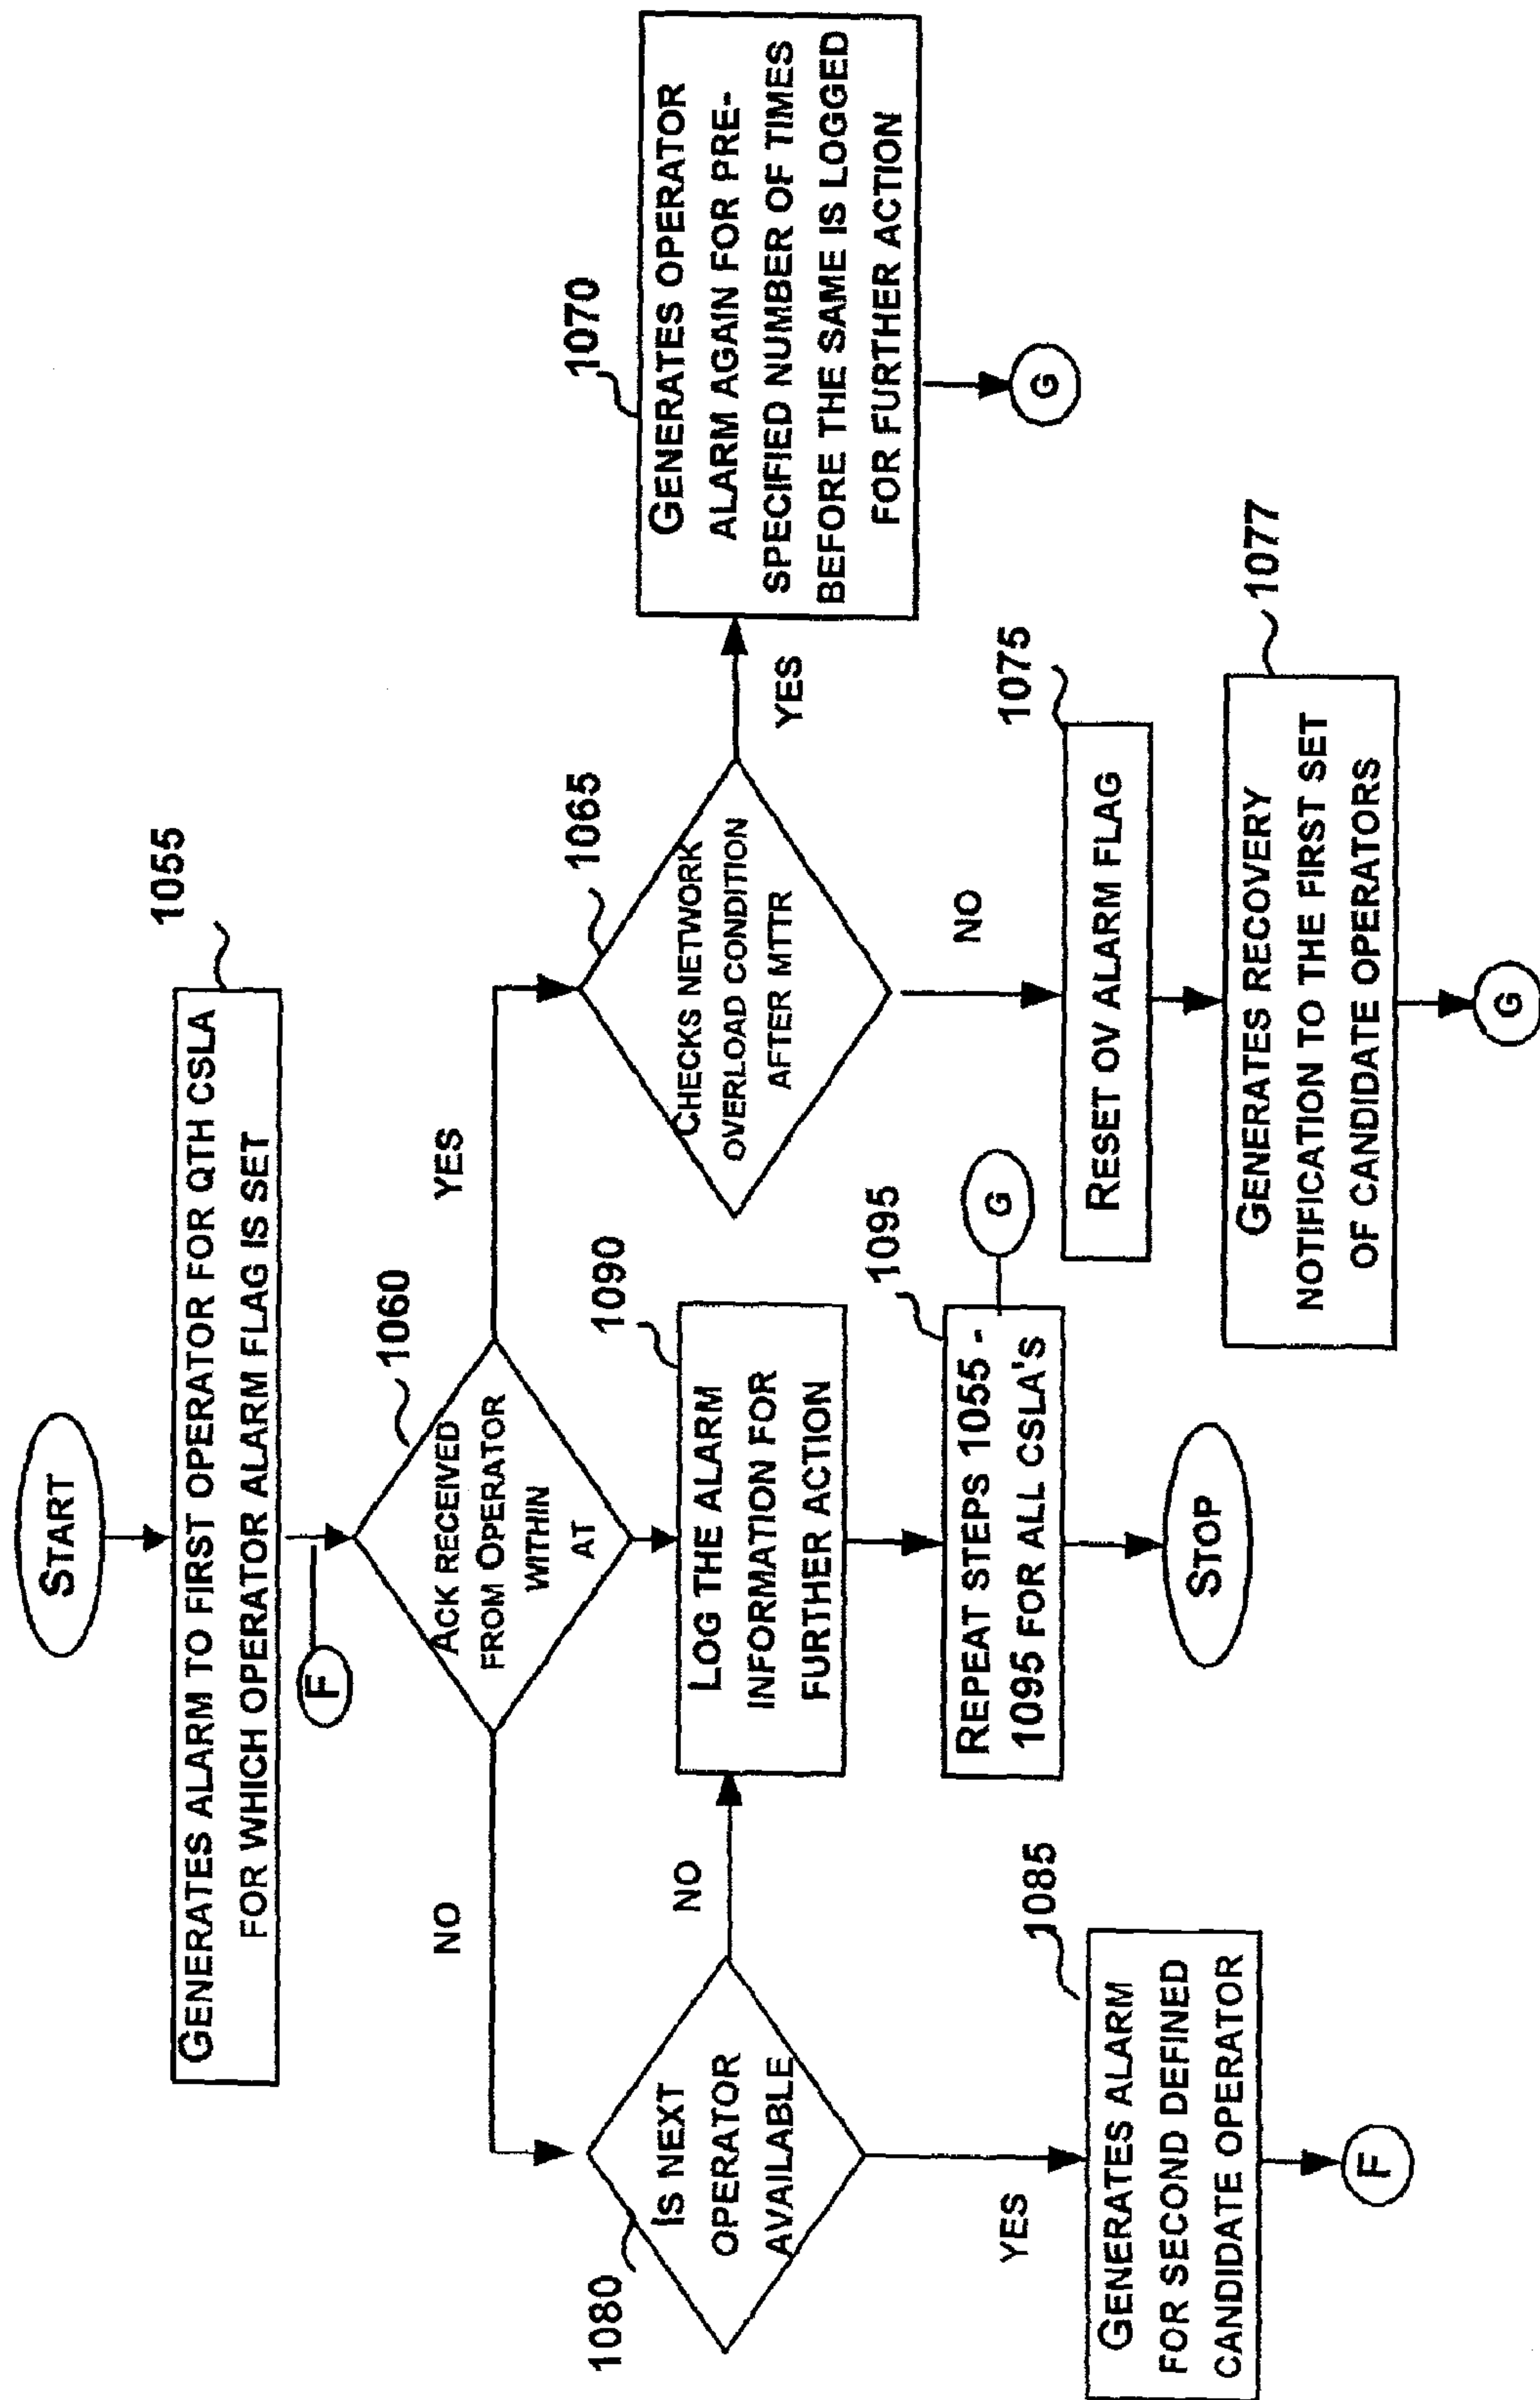 START
GENERATES ALARM TO FIRST OPERATOR FOR QTH CSLA
FOR WHICH OPERATOR ALARM FLAG IS SET
1055
F
ACK RECEIVED
FROM OPERATOR
WITHIN
AT
1060
NO
YES
IS NEXT
OPERATOR
AVAILABLE
1080
NO
YES
GENERATES ALARM
FOR SECOND DEFINED
CANDIDATE OPERATOR
1085
F
LOG THE ALARM
INFORMATION FOR
FURTHER ACTION
1090
REPEAT STEPS 1055 -
1095 FOR ALL CSLA'S
1095
G
STOP
CHECKS NETWORK
OVERLOAD CONDITION
AFTER MTTR
1065
YES
NO
GENERATES OPERATOR
ALARM AGAIN FOR PRE-
SPECIFIED NUMBER OF TIMES
BEFORE THE SAME IS LOGGED
FOR FURTHER ACTION
1070
G
RESET OV ALARM FLAG
1075
GENERATES RECOVERY
NOTIFICATION TO THE FIRST SET
OF CANDIDATE OPERATORS
1077
G